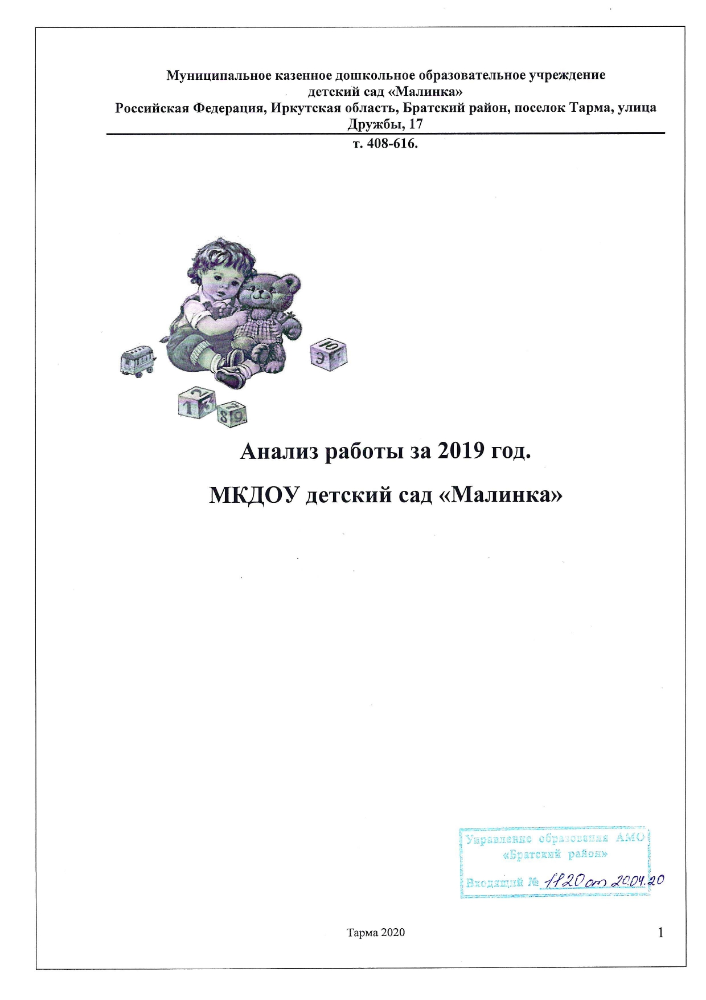 Муниципальное казенное дошкольное образовательное учреждение
детский сад «Малинка»
Российская Федерация, Иркутская область, Братский район, поселок Тарма, улица
Дружбы, 17
т. 408-616.
Ю
Э
2
1 3
7
8 9
Анализ работы за 2019 год.
МКДОУ детский сад «Малинка»
Управление образования АМО
«Братский район»
Входящий № 1120 от 20.04.20
Тарма 2020
1